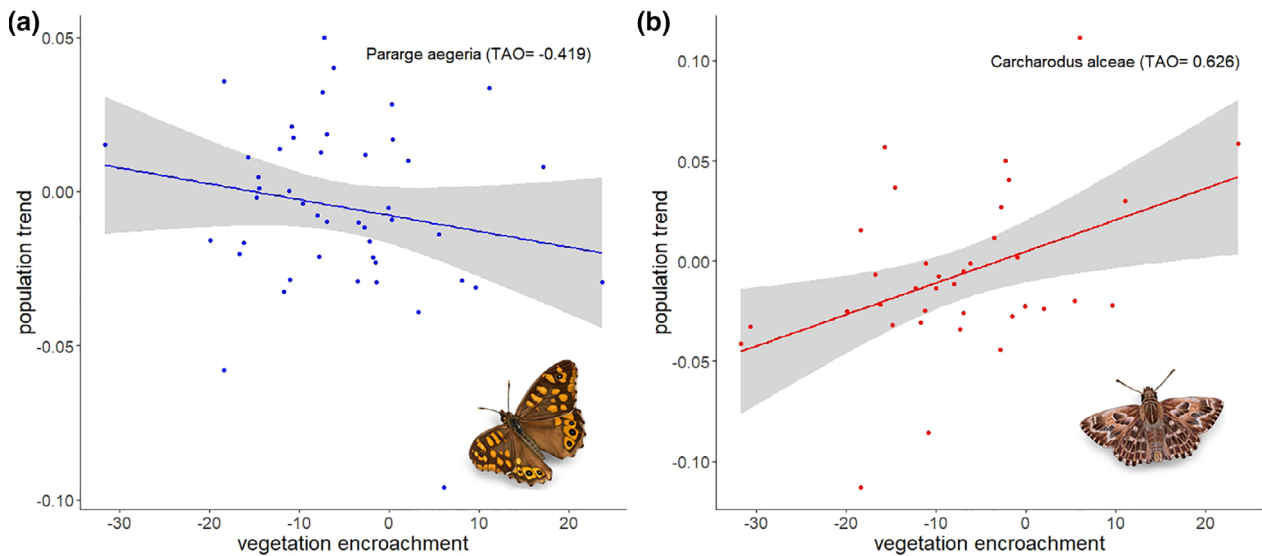 (a)
Pararge aegeria (TAO= -0.419)
population trend
0.05
0.00
-0.05
-0.10
-30 -20 -10 0 10 20
vegetation encroachment
(b)
Carcharodus alceae (TAO= 0.626)
population trend
0.10
0.05
0.00
-0.05
-0.10
-30 -20 -10 0 10 20
vegetation encroachment